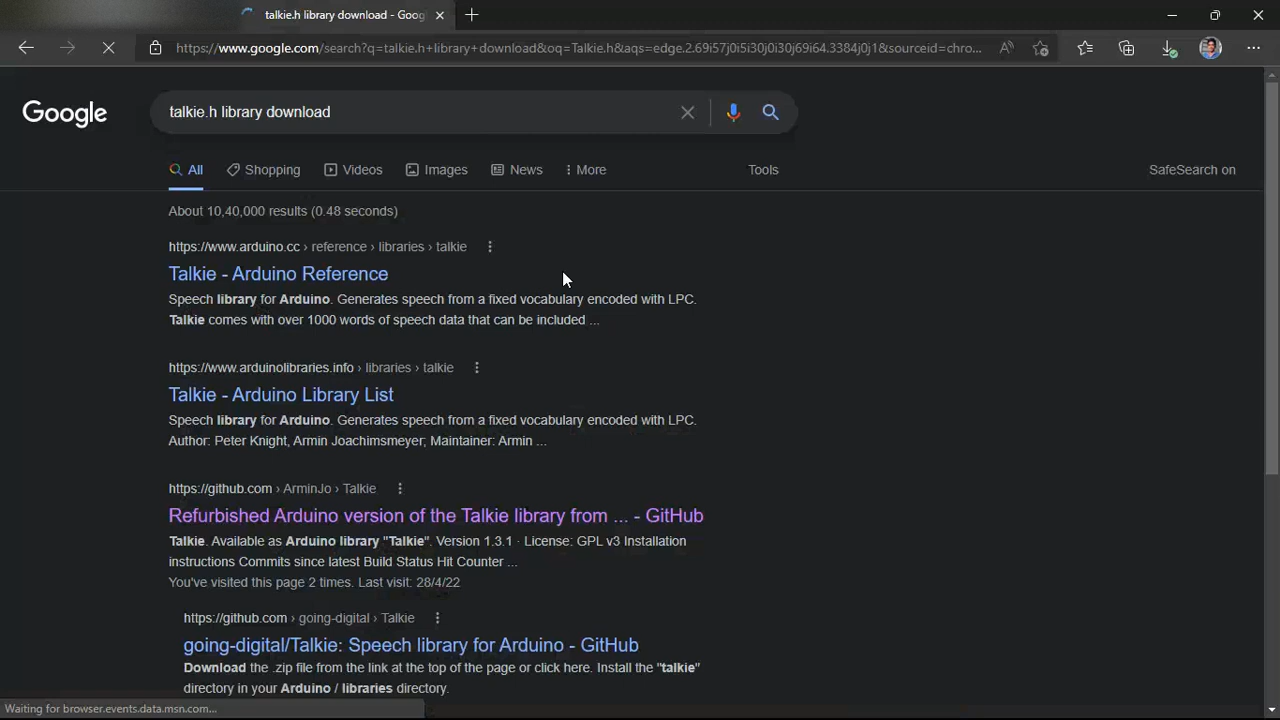 talkie.h library download - Goog
https://www.google.com/search?q=talkie.h+library+download&oq=Talkie.h&aqs=edge.2.69i57j0i5i30j0i30j69i64.3384j0j1&sourceid=chro...
Google
talkie.h library download
All
Shopping
Videos
Images
News
More
Tools
SafeSearch on
About 10,40,000 results (0.48 seconds)
https://www.arduino.cc › reference › libraries › talkie
Talkie - Arduino Reference
Speech library for Arduino. Generates speech from a fixed vocabulary encoded with LPC.
Talkie comes with over 1000 words of speech data that can be included ...
https://www.arduinolibraries.info › libraries › talkie
Talkie - Arduino Library List
Speech library for Arduino. Generates speech from a fixed vocabulary encoded with LPC.
Author: Peter Knight, Armin Joachimsmeyer; Maintainer: Armin ...
https://github.com › ArminJo › Talkie
Refurbished Arduino version of the Talkie library from ... - GitHub
Talkie. Available as Arduino library "Talkie". Version 1.3.1 · License: GPL v3 Installation
instructions Commits since latest Build Status Hit Counter ...
You've visited this page 2 times. Last visit: 28/4/22
https://github.com › going-digital › Talkie
going-digital/Talkie: Speech library for Arduino - GitHub
Download the .zip file from the link at the top of the page or click here. Install the "talkie"
directory in your Arduino / libraries directory.
Waiting for browser.events.data.msn.com...